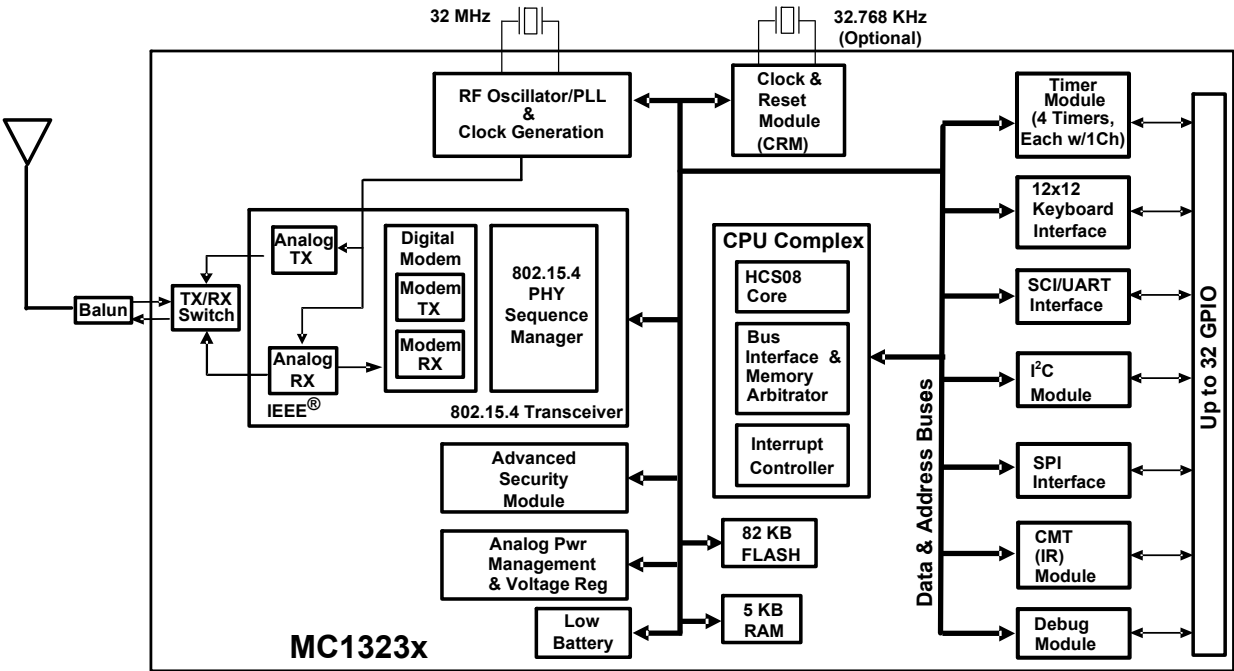 32 MHz
32.768 KHz
(Optional)
RF Oscillator/PLL
&
Clock Generation
Clock &
Reset
Module
(CRM)
Timer
Module
(4 Timers,
Each w/1Ch)
12x12
Keyboard
Interface
SCI/UART
Interface
I²C
Module
SPI
Interface
CMT
(IR)
Module
Debug
Module
Up to 32 GPIO
Data & Address Buses
Balun
TX/RX
Switch
Analog
TX
Analog
RX
Digital
Modem
Modem
TX
Modem
RX
802.15.4
PHY
Sequence
Manager
IEEE®
802.15.4 Transceiver
CPU Complex
HCS08
Core
Bus
Interface &
Memory
Arbitrator
Interrupt
Controller
Advanced
Security
Module
Analog Pwr
Management
& Voltage Reg
Low
Battery
82 KB
FLASH
5 KB
RAM
MC1323x